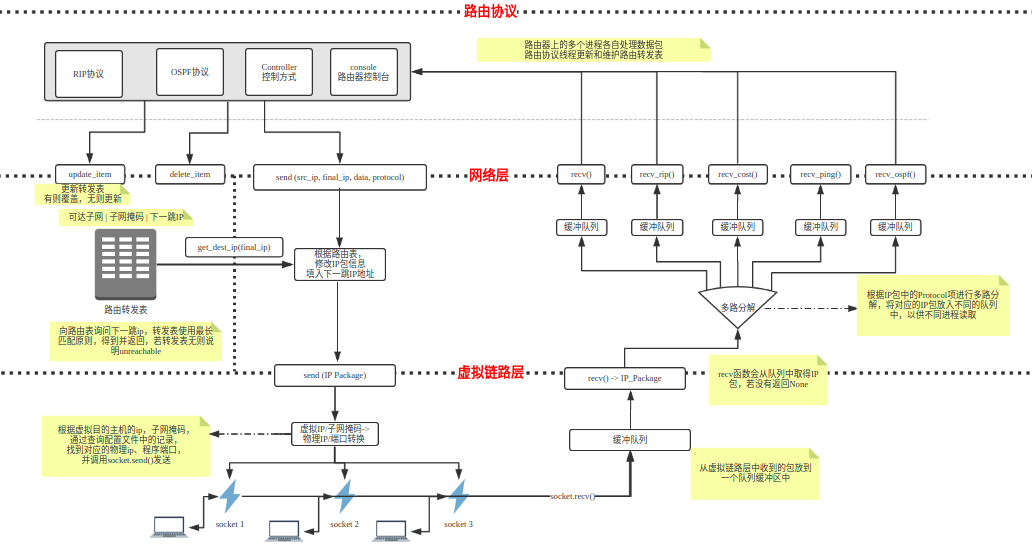 路由协议
路由器上的多个进程各自处理数据包
路由协议线程更新和维护路由转发表
RIP协议
OSPF协议
Controller
控制方式
console
路由器控制台
update_item
delete_item
send (src_ip, final_ip, data, protocol)
网络层
recv()
recv_rip()
recv_cost()
recv_ping()
recv_ospf()
更新转发表
有则覆盖，无则更新
可达子网 | 子网掩码 | 下一跳IP
缓冲队列
缓冲队列
缓冲队列
缓冲队列
缓冲队列
get_dest_ip(final_ip)
根据路由表，
修改IP包信息
填入下一跳IP地址
路由转发表
多路分解
根据IP包中的Protocol项进行多路分
解，将对应的IP包放入不同的队列
中，以供不同进程读取
向路由表询问下一跳ip，转发表使用最长
匹配原则，得到并返回，若转发表无则说
明unreachable
虚拟链路层
send (IP Package)
recv() -> IP_Package
recv函数会从队列中取得IP
包，若没有返回None
根据虚拟目的主机的ip，子网掩码，
通过查询配置文件中的记录，
找到对应的物理ip、程序端口，
并调用socket.send()发送
虚拟IP/子网掩码->
物理IP/端口转换
缓冲队列
从虚拟链路层中收到的包放到
一个队列缓冲区中
socket.recv()
socket 1
socket 2
socket 3